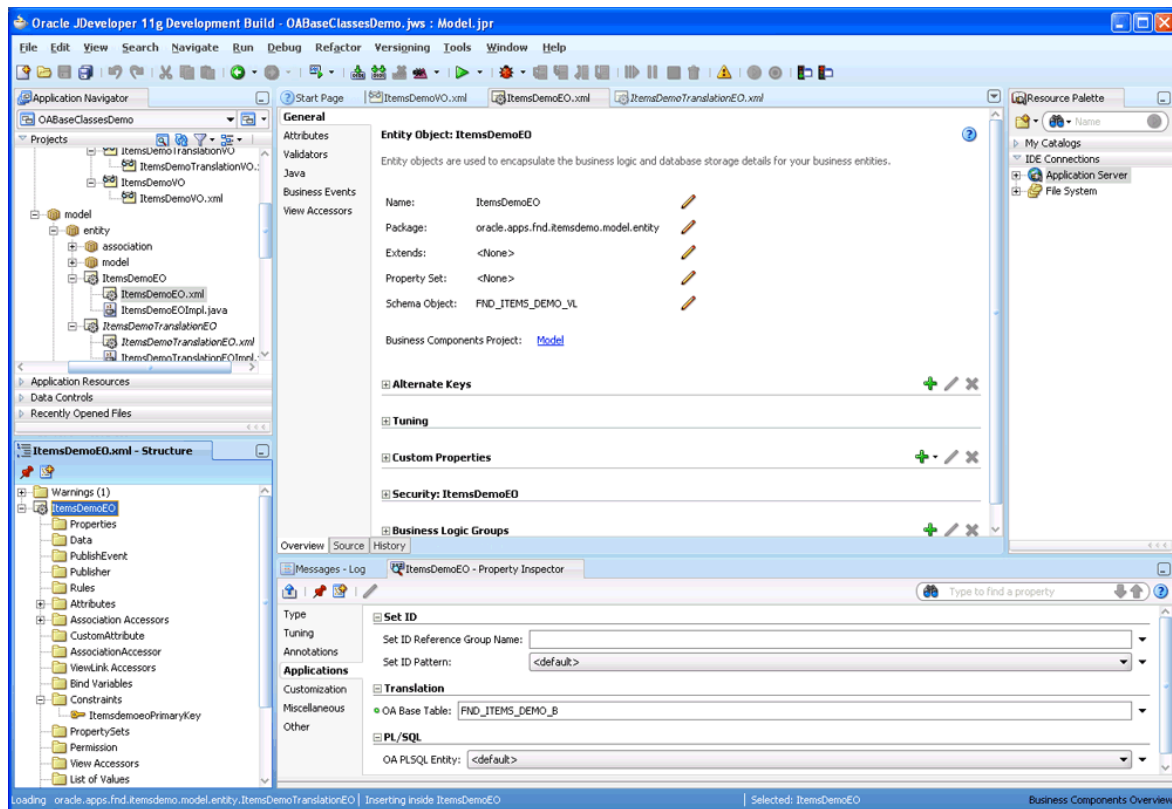 Oracle JDeveloper 11g Development Build - OABaseClassesDemo.jws : Model.jpr
File Edit View Search Navigate Run Debug Refactor Versioning Tools Window Help
Application Navigator
OABaseClassesDemo
Projects
ItemsDemoTranslationVO
ItemsDemoTranslationVO.
ItemsDemoVO
ItemsDemoVO.xml
model
entity
association
model
ItemsDemoEO
ItemsDemoEO.xml
ItemsDemoEOImpl.java
ItemsDemoTranslationEO
ItemsDemoTranslationEO.xml
ItemsDemoTranslationEOImpl.
Application Resources
Data Controls
Recently Opened Files
ItemsDemoEO.xml - Structure
Warnings (1)
ItemsDemoEO
Properties
Data
PublishEvent
Publisher
Rules
Attributes
Association Accessors
CustomAttribute
AssociationAccessor
ViewLink Accessors
Bind Variables
Constraints
ItemsdemoeoPrimaryKey
PropertySets
Permission
View Accessors
List of Values
Start Page ItemsDemoVO.xml ItemsDemoEO.xml ItemsDemoTranslationEO.xml
General
Attributes
Validators
Java
Business Events
View Accessors
Entity Object: ItemsDemoEO
Entity objects are used to encapsulate the business logic and database storage details for your business entities.
Name: ItemsDemoEO
Package: oracle.apps.fnd.itemsdemo.model.entity
Extends: <None>
Property Set: <None>
Schema Object: FND_ITEMS_DEMO_VL
Business Components Project: Model
Alternate Keys
Tuning
Custom Properties
Security: ItemsDemoEO
Business Logic Groups
Overview Source History
Resource Palette
Name
My Catalogs
IDE Connections
Application Server
File System
Messages - Log ItemsDemoEO - Property Inspector
Type to find a property
Type
Tuning
Annotations
Applications
Customization
Miscellaneous
Other
Set ID
Set ID Reference Group Name:
Set ID Pattern: <default>
Translation
OA Base Table: FND_ITEMS_DEMO_B
PL/SQL
OA PLSQL Entity: <default>
Loading oracle.apps.fnd.itemsdemo.model.entity.ItemsDemoTranslationEO Inserting inside ItemsDemoEO Selected: ItemsDemoEO Business Components Overview